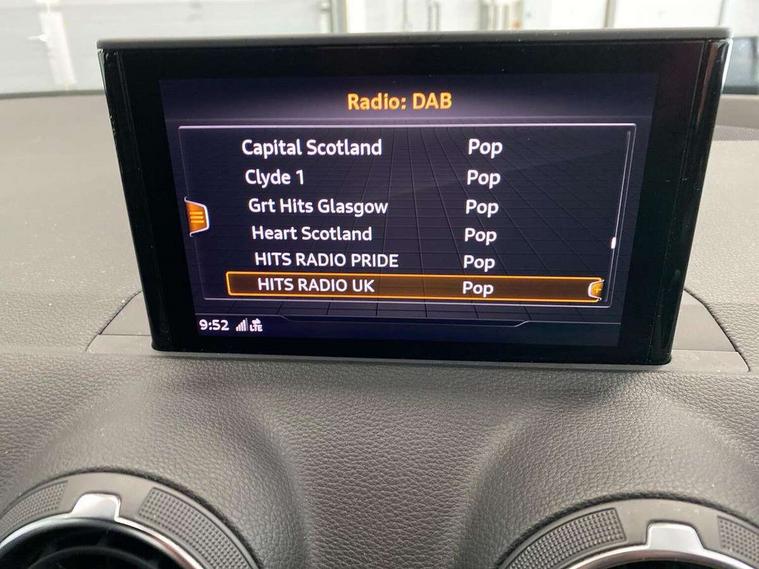 Radio: DAB
Capital Scotland Pop
Clyde 1 Pop
Grt Hits Glasgow Pop
Heart Scotland Pop
HITS RADIO PRIDE Pop
HITS RADIO UK Pop
9:52 LTE